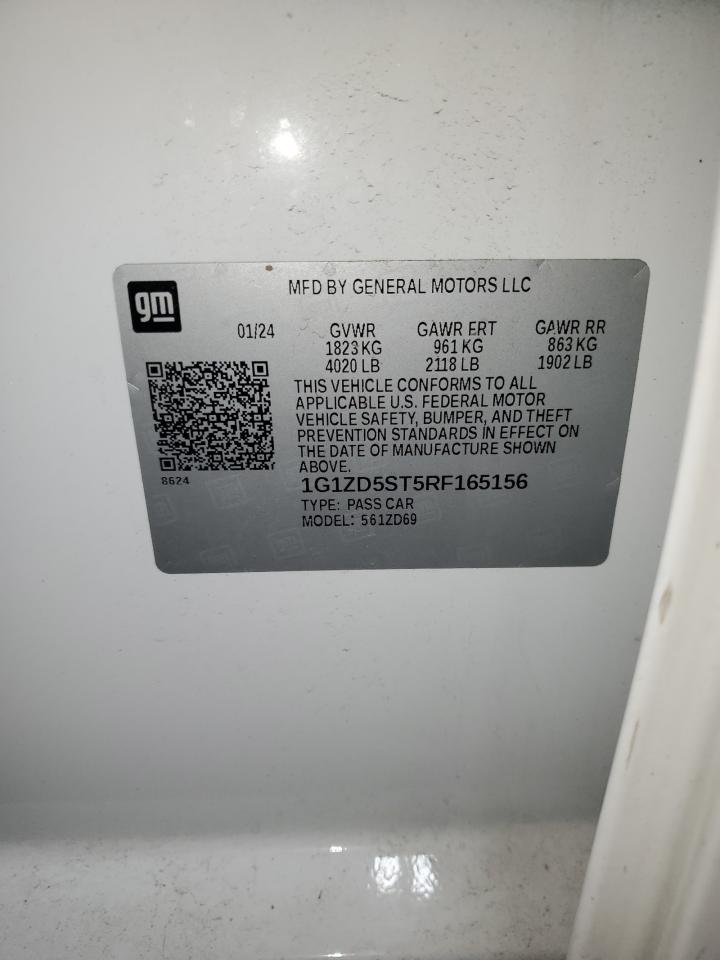 gm
MFD BY GENERAL MOTORS LLC
01/24 GVWR GAWR FRT GAWR RR
1823 KG 961 KG 863 KG
4020 LB 2118 LB 1902 LB
THIS VEHICLE CONFORMS TO ALL
APPLICABLE U.S. FEDERAL MOTOR
VEHICLE SAFETY, BUMPER, AND THEFT
PREVENTION STANDARDS IN EFFECT ON
THE DATE OF MANUFACTURE SHOWN
ABOVE.
8624
1G1ZD5ST5RF165156
TYPE: PASS CAR
MODEL: 561ZD69